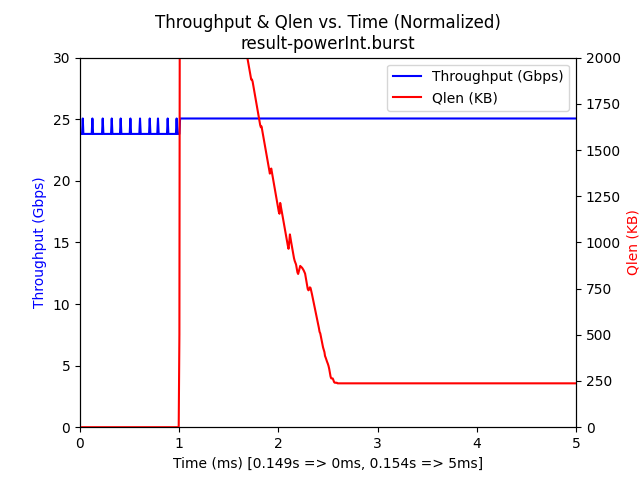 Throughput & Qlen vs. Time (Normalized)
result-powerInt.burst
Throughput (Gbps)
Qlen (KB)
30
25
20
15
10
5
0
Throughput (Gbps)
2000
1750
1500
1250
1000
750
500
250
0
Qlen (KB)
0 1 2 3 4 5
Time (ms) [0.149s => 0ms, 0.154s => 5ms]